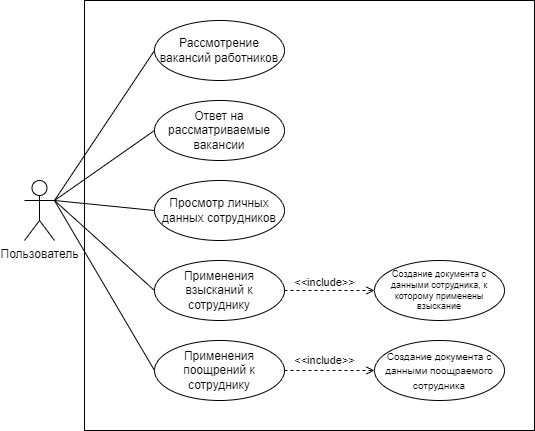 Рассмотрение
вакансий работников
Ответ на
рассматриваемые
вакансии
Пользователь
Просмотр личных
данных сотрудников
Применения
взысканий к
сотруднику
<<include>>
Создание документа с
данными сотрудника, к
которому применены
взыскание
Применения
поощрений к
сотруднику
<<include>>
Создание документа с
данными поощраемого
сотрудника